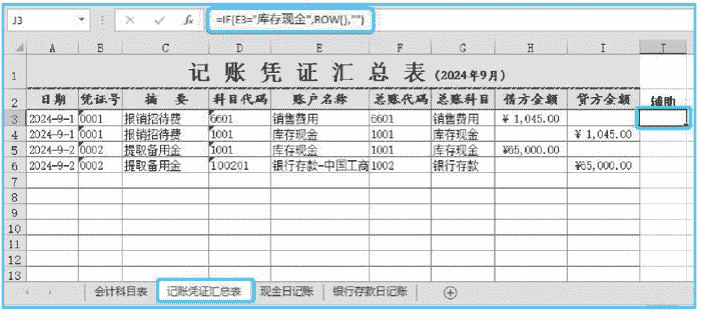 J3 fx =IF(E3="库存现金",ROW(),"")
A B C D E F G H I J
1 记账凭证汇总表(2024年9月)
2 日期 凭证号 摘 要 科目代码 账户名称 总账代码 总账科目 借方金额 贷方金额 辅助
3 2024-9-1 0001 报销招待费 6601 销售费用 6601 销售费用 ¥ 1,045.00
4 2024-9-1 0001 报销招待费 1001 库存现金 1001 库存现金 ¥ 1,045.00
5 2024-9-2 0002 提取备用金 1001 库存现金 1001 库存现金 ¥65,000.00
6 2024-9-2 0002 提取备用金 100201 银行存款-中国工商 1002 银行存款 ¥65,000.00
7
8
9
10
11
12
13
会计科目表 记账凭证汇总表 现金日记账 银行存款日记账